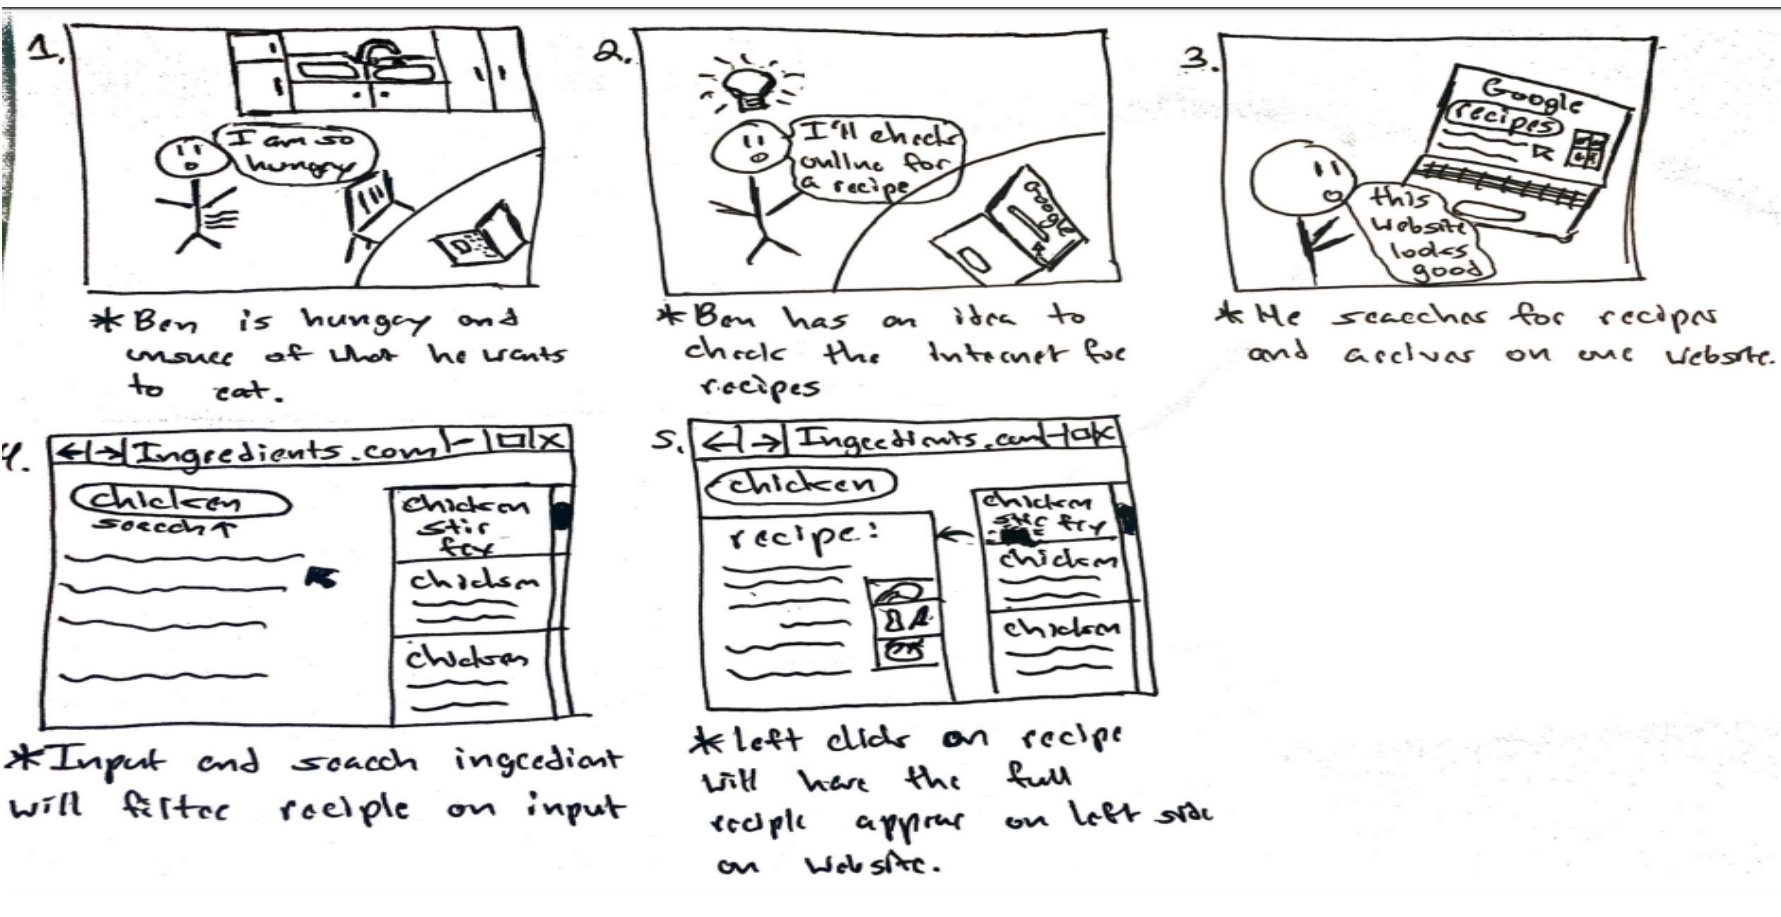 1.
I am so
hungry
*Ben is hungry and
unsure of what he wants
to eat.
2.
I'll check
online for
a recipe
Google
*Ben has an idea to
check the Internet for
recipes
3.
Google
recipes
this
website
looks
good
*He searches for recipes
and arrives on our website.
4.
Ingredients.com
chicken
search↑
chicken
stir
fry
chicken
chicken
*Input and search ingredient
will filter reciple on input
5.
Ingredients.com
chicken
recipe:
chicken
stir fry
chicken
chicken
*left click on recipe
will have the full
reciple appear on left side
on website.